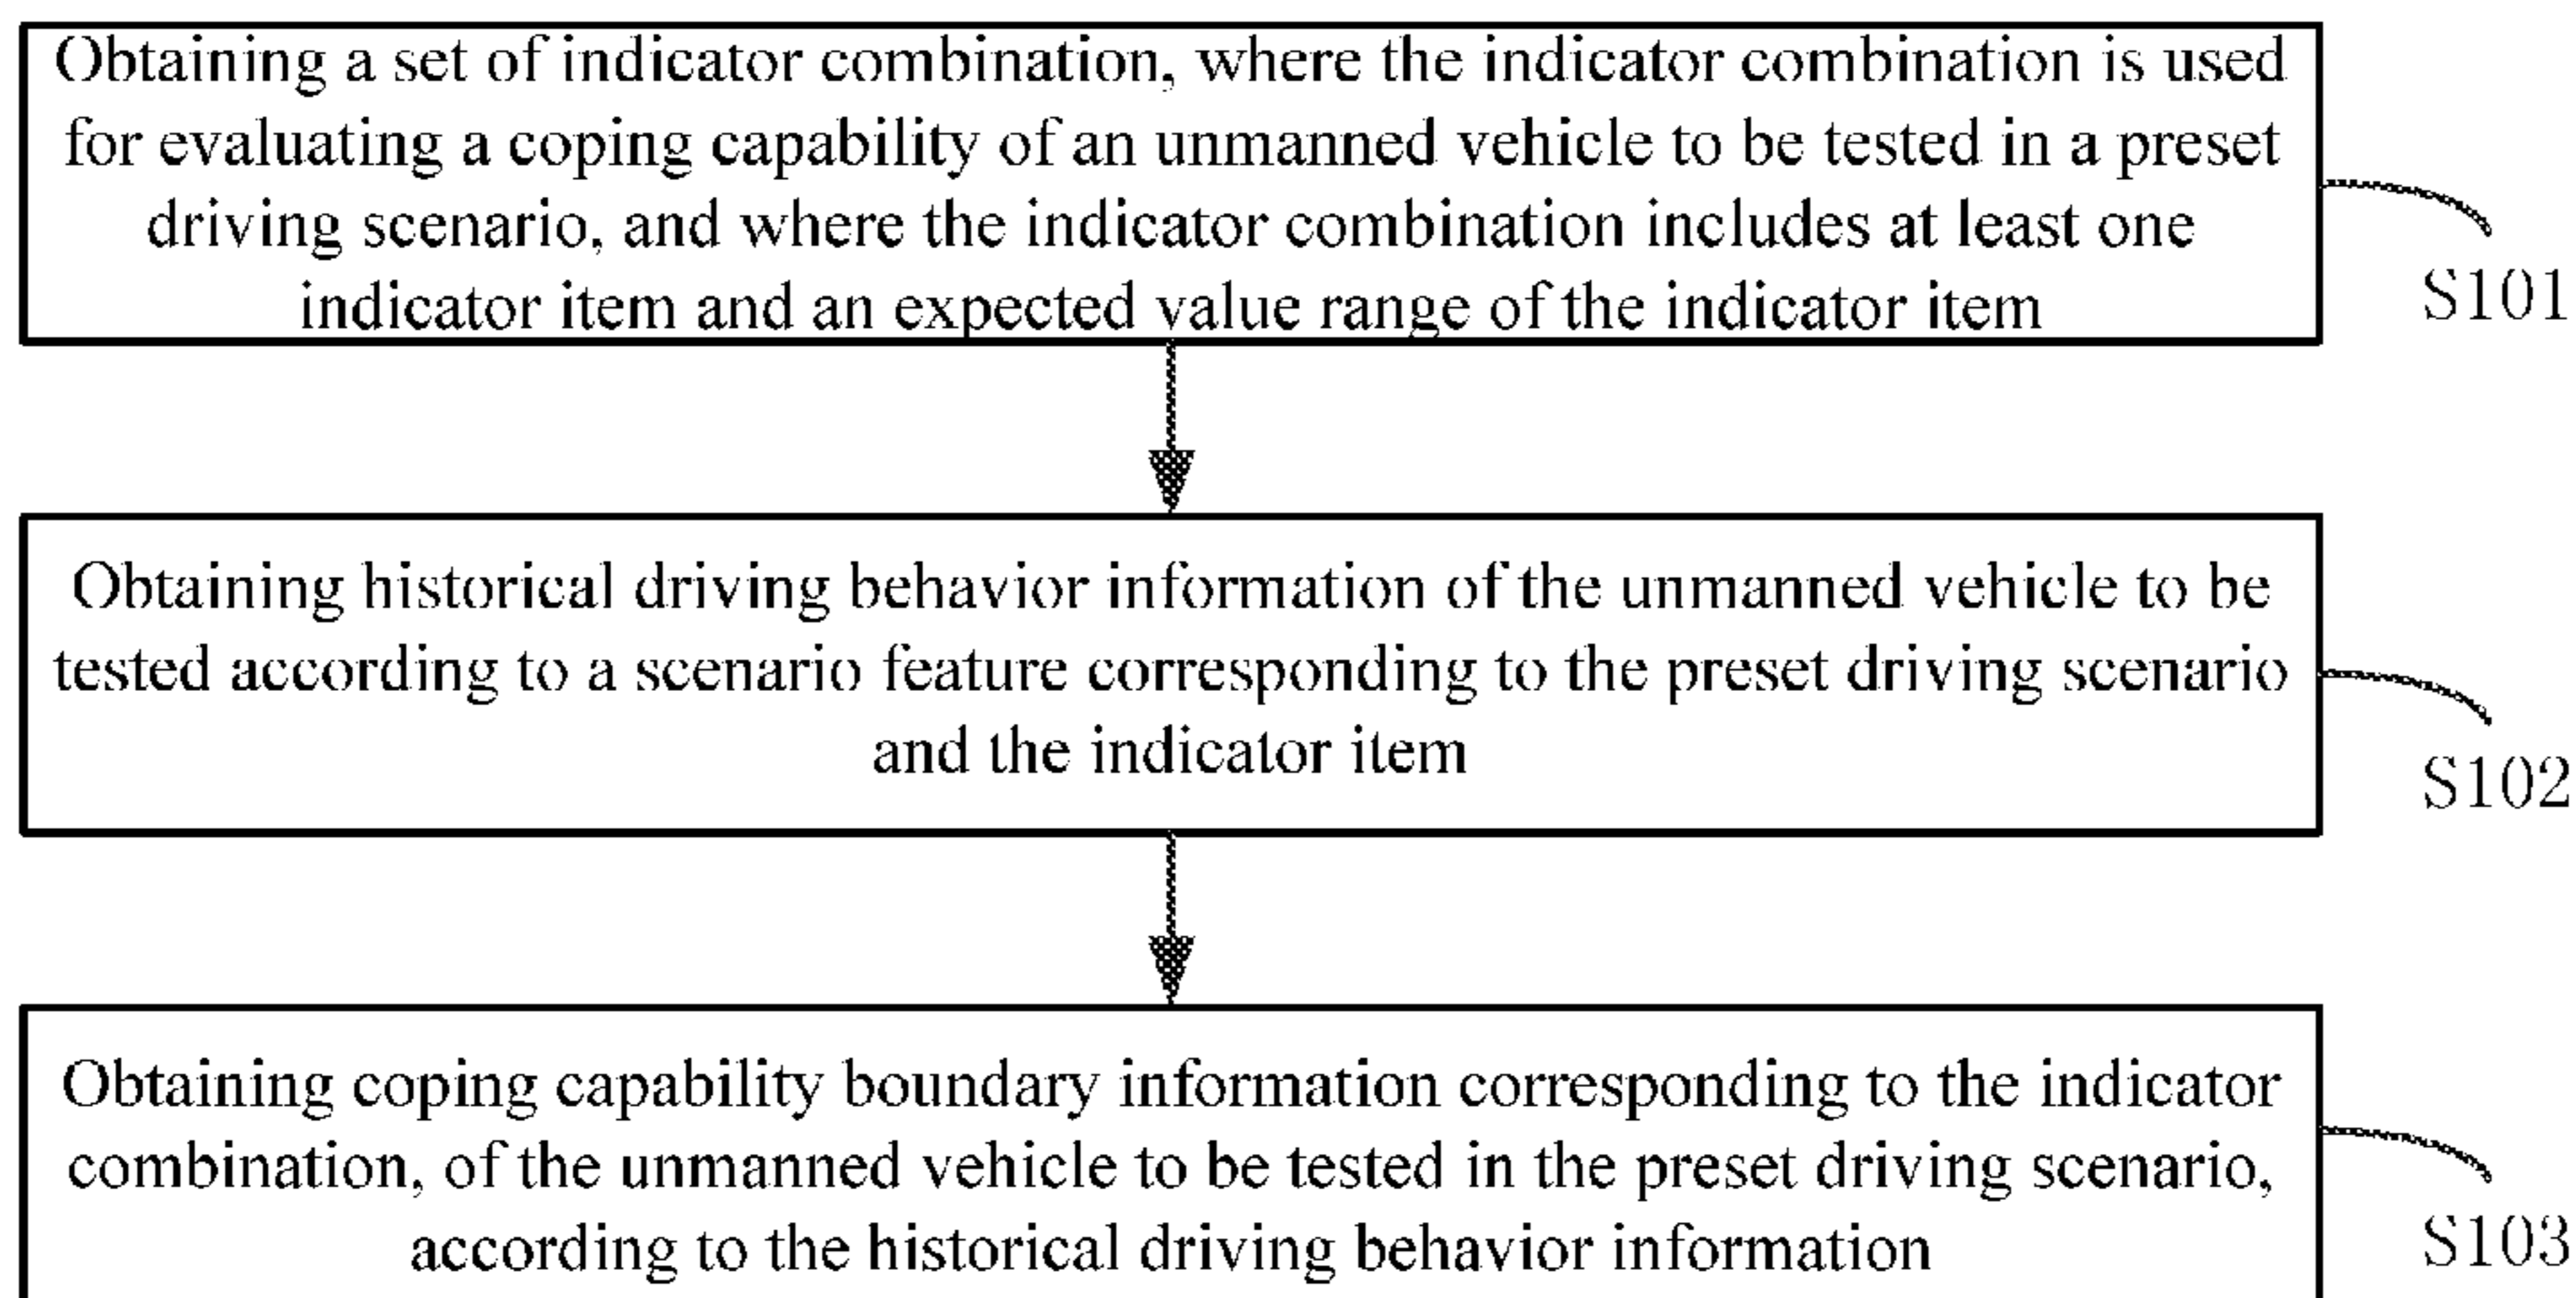 Obtaining a set of indicator combination, where the indicator combination is used
for evaluating a coping capability of an unmanned vehicle to be tested in a preset
driving scenario, and where the indicator combination includes at least one
indicator item and an expected value range of the indicator item
S101
Obtaining historical driving behavior information of the unmanned vehicle to be
tested according to a scenario feature corresponding to the preset driving scenario
and the indicator item
S102
Obtaining coping capability boundary information corresponding to the indicator
combination, of the unmanned vehicle to be tested in the preset driving scenario,
according to the historical driving behavior information
S103